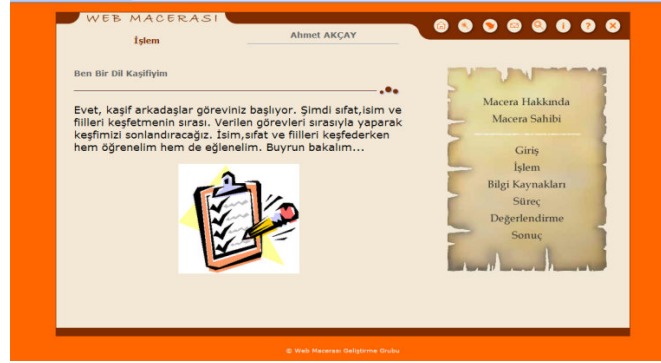 WEB MACERASI
İşlem
Ahmet AKÇAY
Ben Bir Dil Kaşifiyim
Evet, kaşif arkadaşlar göreviniz başlıyor. Şimdi sıfat,isim ve
fiilleri keşfetmenin sırası. Verilen görevleri sırasıyla yaparak
keşfimizi sonlandıracağız. İsim,sıfat ve fiilleri keşfederken
hem öğrenelim hem de eğlenelim. Buyrun bakalım...
Macera Hakkında
Macera Sahibi
Giriş
İşlem
Bilgi Kaynakları
Süreç
Değerlendirme
Sonuç
© Web Macerası Geliştirme Grubu